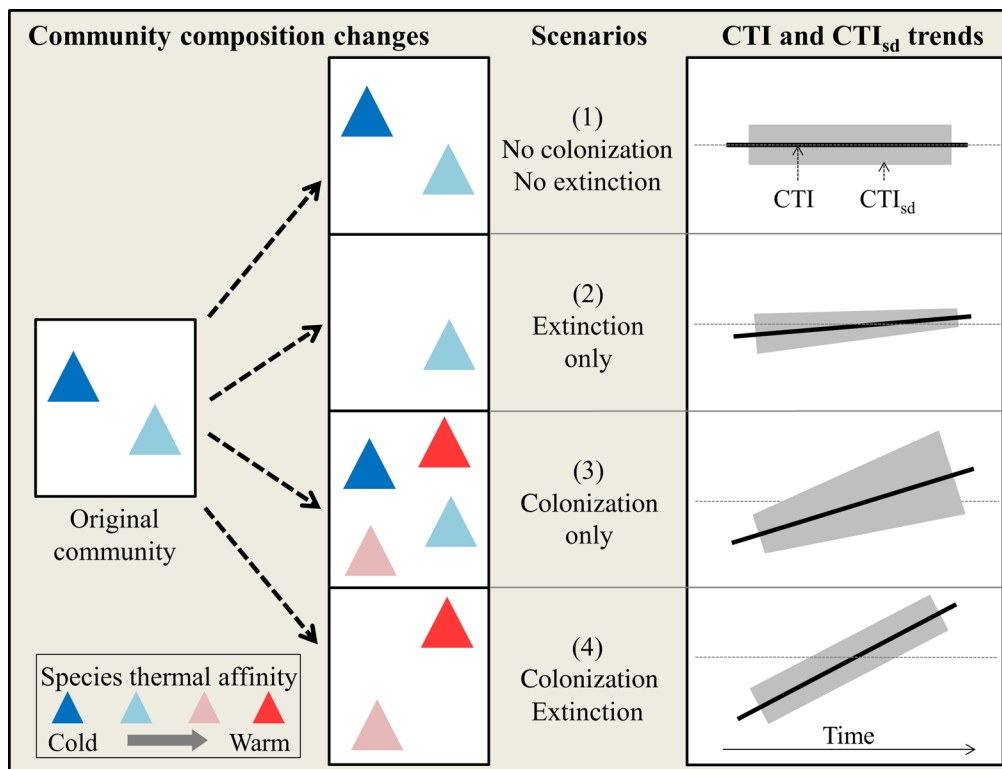 Community composition changes
Scenarios
CTI and CTIsd trends
(1)
No colonization
No extinction
CTI
CTIsd
(2)
Extinction
only
Original
community
(3)
Colonization
only
(4)
Colonization
Extinction
Species thermal affinity
Cold
Warm
Time